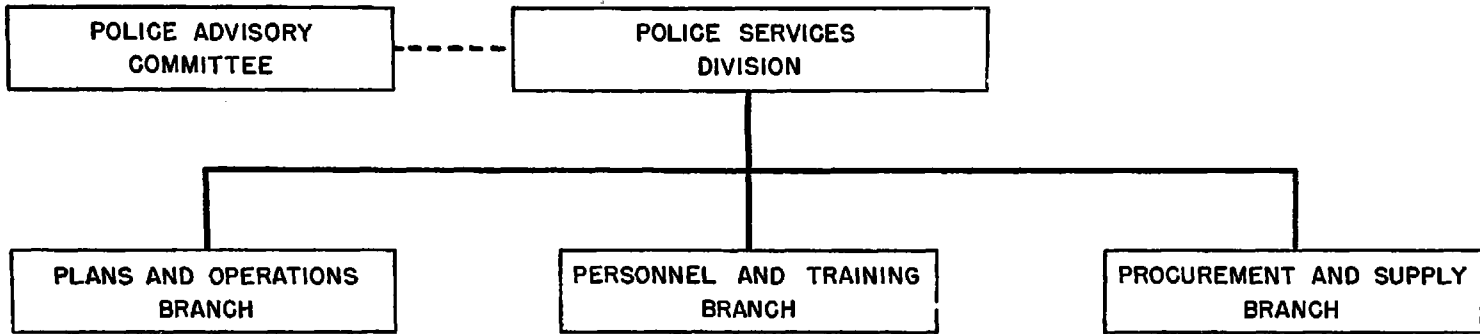 POLICE ADVISORY
COMMITTEE
POLICE SERVICES
DIVISION
PLANS AND OPERATIONS
BRANCH
PERSONNEL AND TRAINING
BRANCH
PROCUREMENT AND SUPPLY
BRANCH